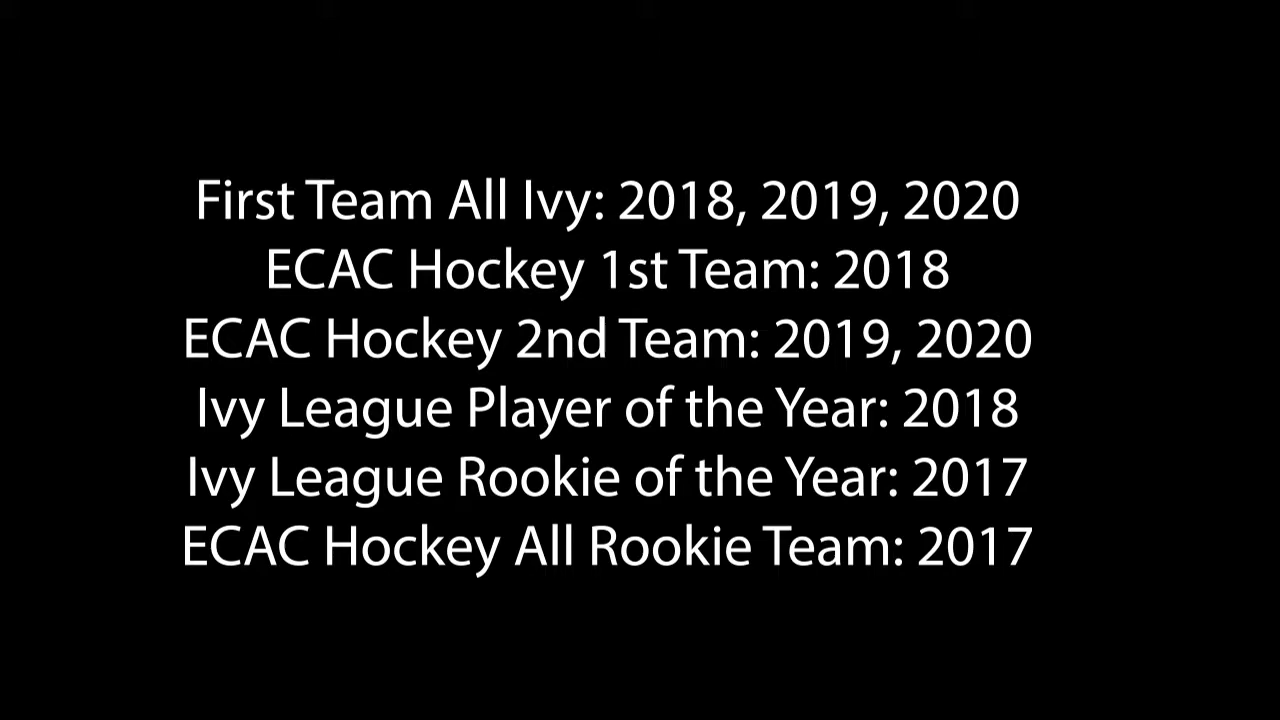 First Team All Ivy: 2018, 2019, 2020
ECAC Hockey 1st Team: 2018
ECAC Hockey 2nd Team: 2019, 2020
Ivy League Player of the Year: 2018
Ivy League Rookie of the Year: 2017
ECAC Hockey All Rookie Team: 2017